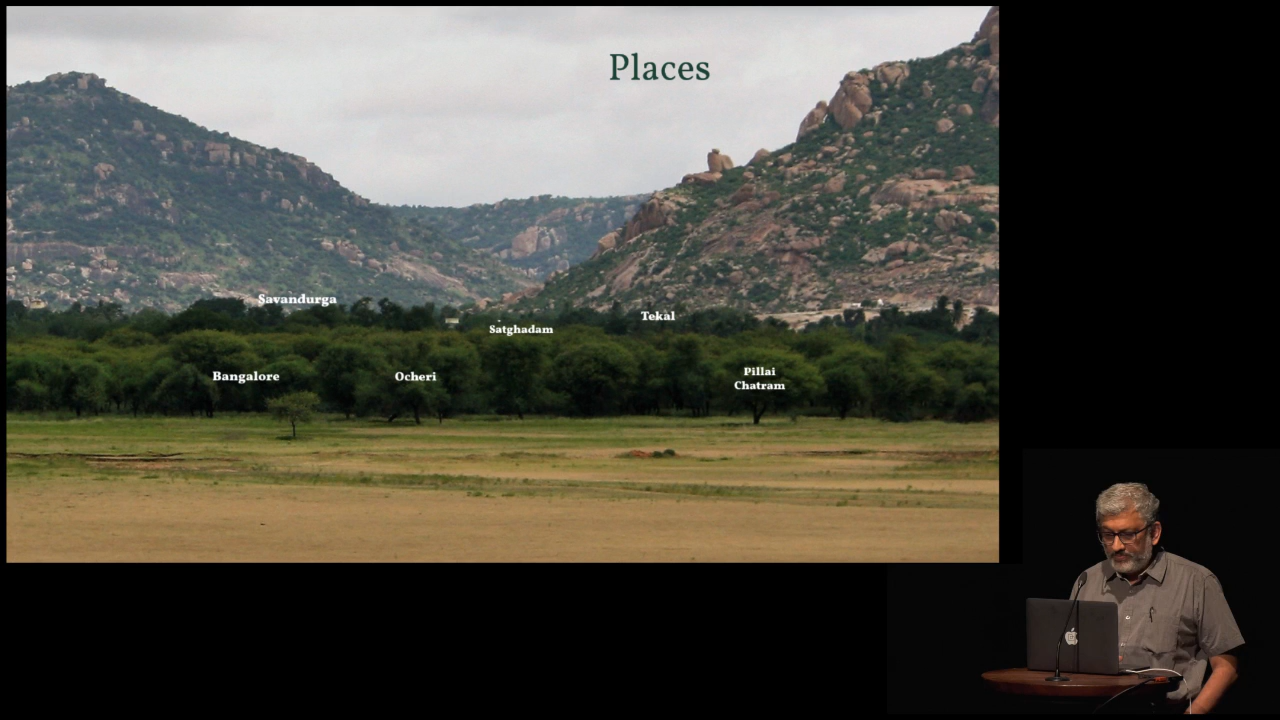 Places
Savandurga
Tekal
Satghadam
Bangalore
Ocheri
Pillai
Chatram